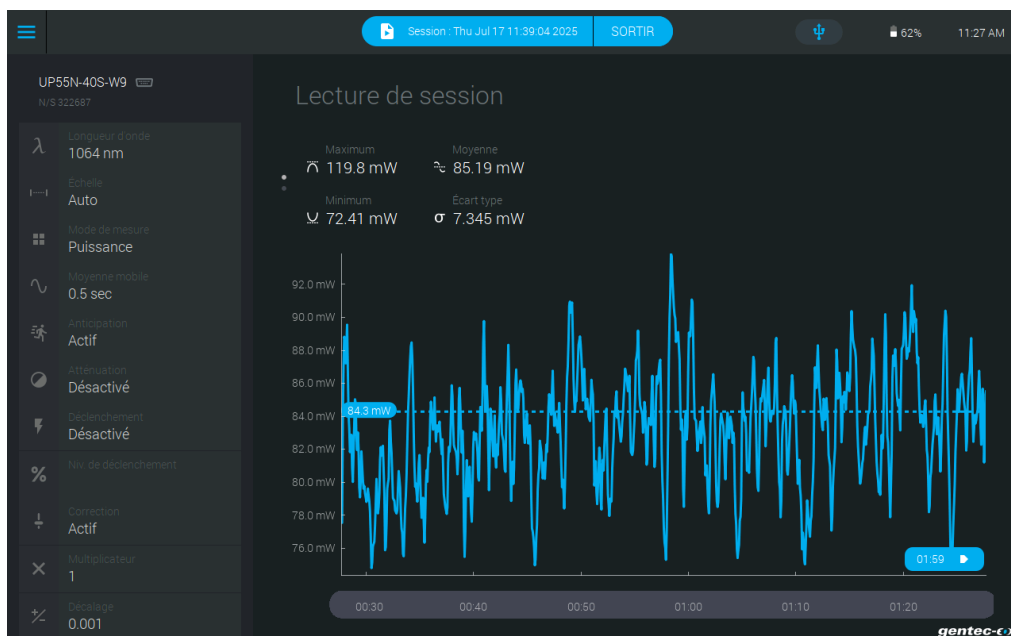 Session : Thu Jul 17 11:39:04 2025
SORTIR
62%
11:27 AM
UP55N-40S-W9
N/S 322687
Lecture de session
λ
Longueur d'onde
1064 nm
Échelle
Auto
Mode de mesure
Puissance
Moyenne mobile
0.5 sec
Anticipation
Actif
Atténuation
Désactivé
Déclenchement
Désactivé
%
Niv. de déclenchement
Correction
Actif
Multiplicateur
1
Décalage
0.001
Maximum
119.8 mW
Moyenne
85.19 mW
Minimum
72.41 mW
Écart type
σ 7.345 mW
92.0 mW
90.0 mW
88.0 mW
86.0 mW
84.0 mW
84.3 mW
82.0 mW
80.0 mW
78.0 mW
76.0 mW
01:59
00:30 00:40 00:50 01:00 01:10 01:20
gentec-eo